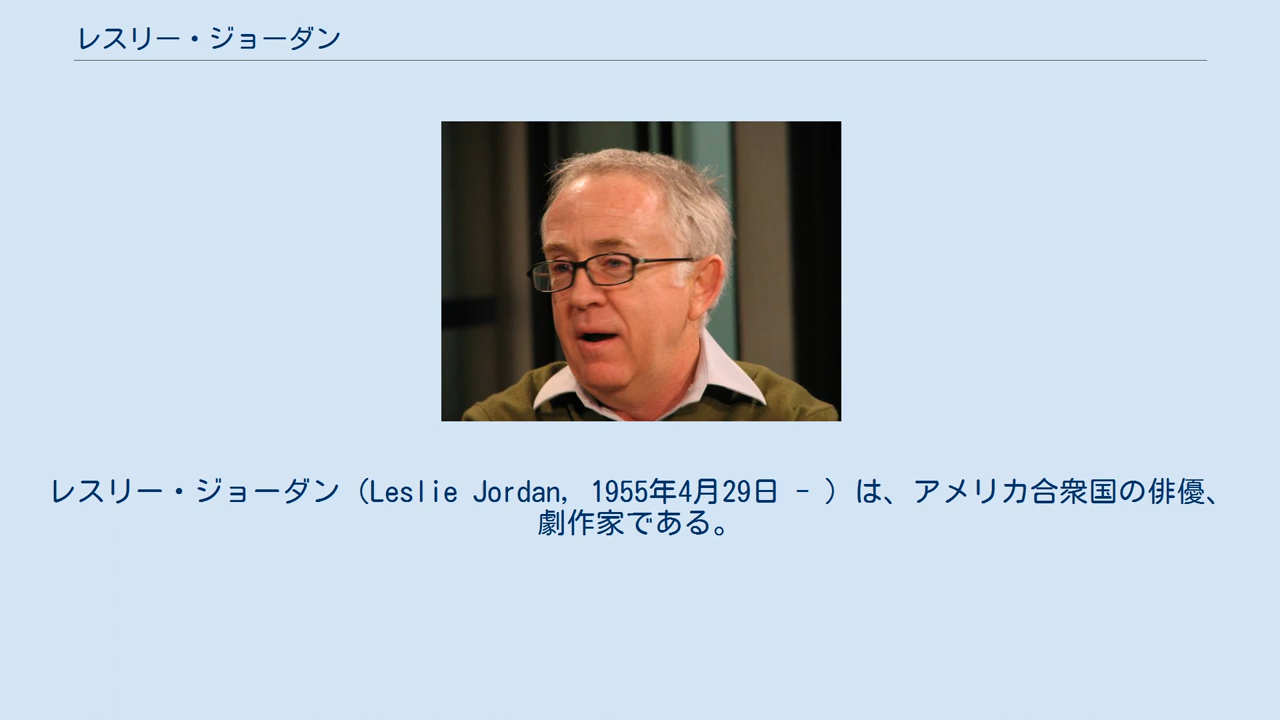 レスリー・ジョーダン
レスリー・ジョーダン（Leslie Jordan, 1955年4月29日 - ）は、アメリカ合衆国の俳優、
劇作家である。